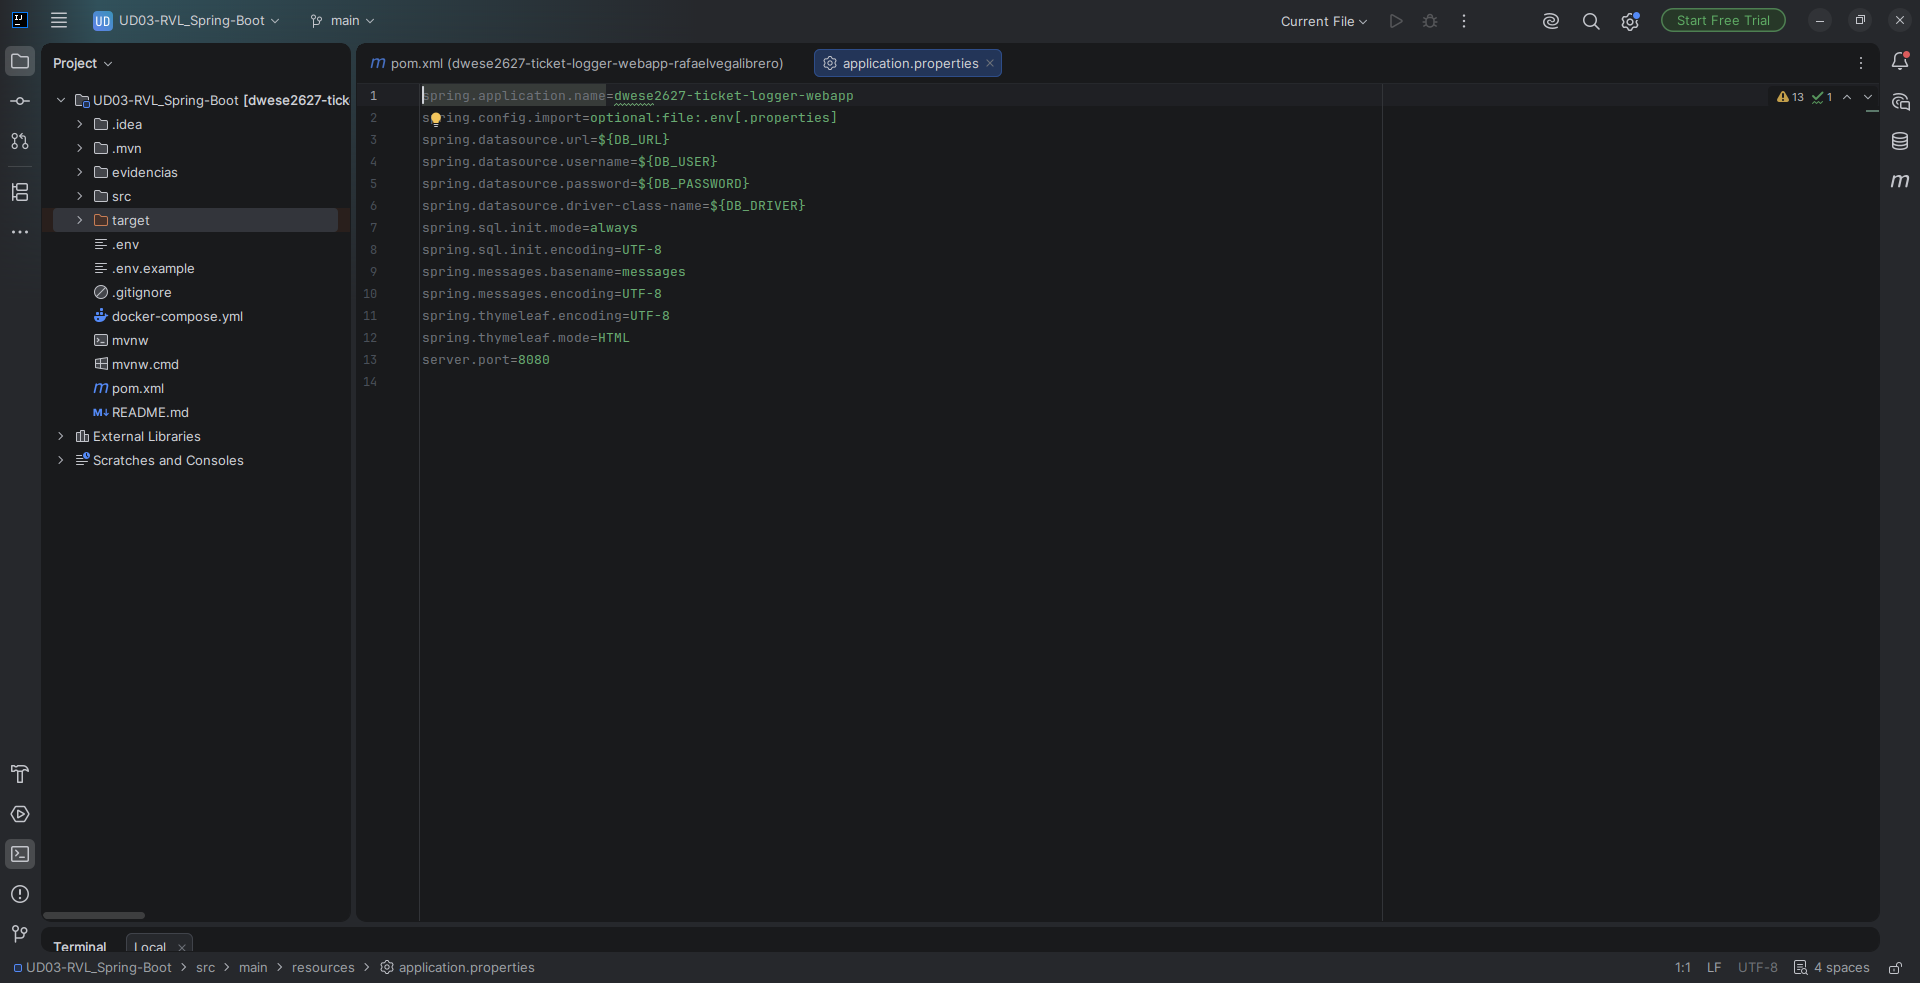 UD UD03-RVL_Spring-Boot main Current File Start Free Trial
Project
UD03-RVL_Spring-Boot [dwese2627-tick
.idea
.mvn
evidencias
src
target
.env
.env.example
.gitignore
docker-compose.yml
mvnw
mvnw.cmd
pom.xml
README.md
External Libraries
Scratches and Consoles
pom.xml (dwese2627-ticket-logger-webapp-rafaelvegalibrero) application.properties
13 1
1 spring.application.name=dwese2627-ticket-logger-webapp
2 spring.config.import=optional:file:.env[.properties]
3 spring.datasource.url=${DB_URL}
4 spring.datasource.username=${DB_USER}
5 spring.datasource.password=${DB_PASSWORD}
6 spring.datasource.driver-class-name=${DB_DRIVER}
7 spring.sql.init.mode=always
8 spring.sql.init.encoding=UTF-8
9 spring.messages.basename=messages
10 spring.messages.encoding=UTF-8
11 spring.thymeleaf.encoding=UTF-8
12 spring.thymeleaf.mode=HTML
13 server.port=8080
14
Terminal Local
UD03-RVL_Spring-Boot > src > main > resources > application.properties 1:1 LF UTF-8 4 spaces